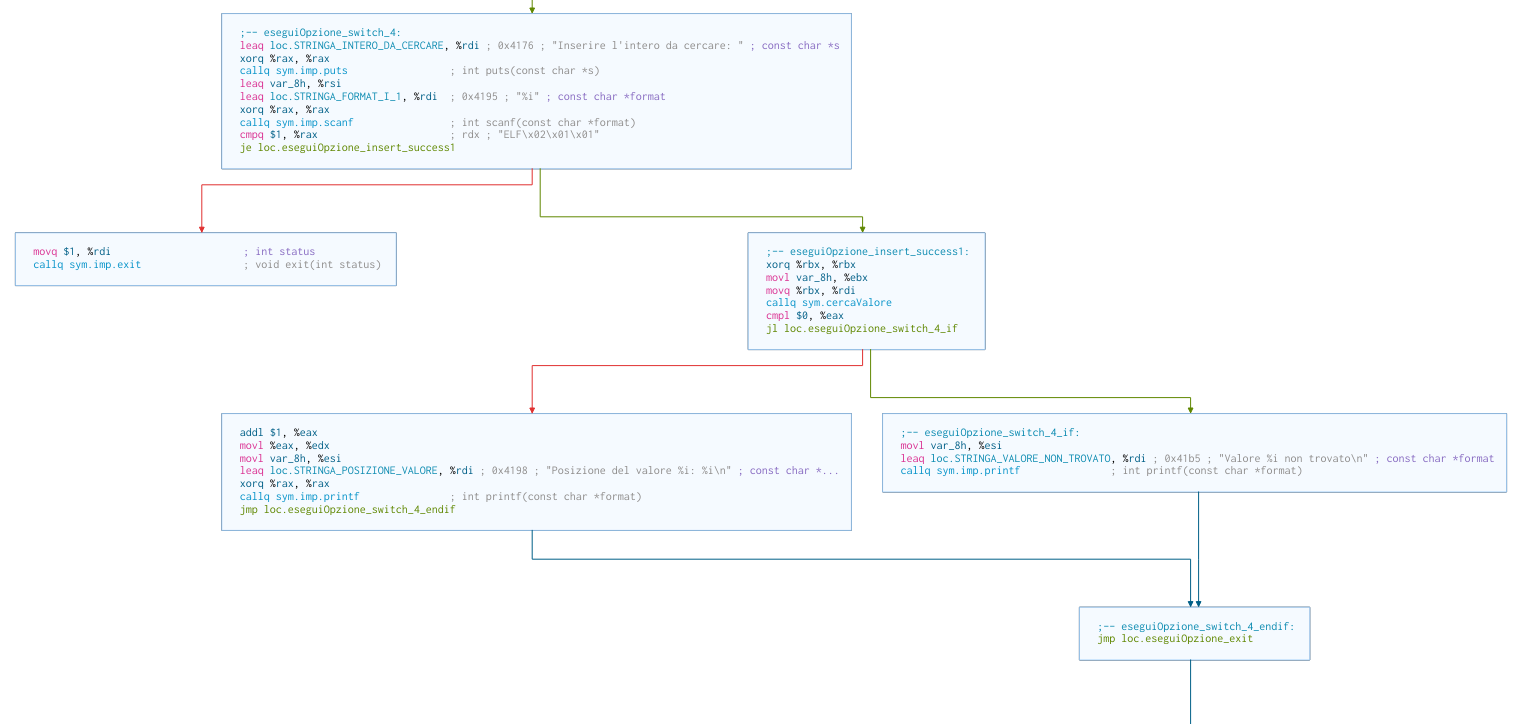 ;-- eseguiOpzione_switch_4:
leaq loc.STRINGA_INTERO_DA_CERCARE, %rdi ; 0x4176 ; "Inserire l'intero da cercare: " ; const char *s
xorq %rax, %rax
callq sym.imp.puts ; int puts(const char *s)
leaq var_8h, %rsi
leaq loc.STRINGA_FORMAT_I_1, %rdi ; 0x4195 ; "%i" ; const char *format
xorq %rax, %rax
callq sym.imp.scanf ; int scanf(const char *format)
cmpq $1, %rax ; rdx ; "ELF\x02\x01\x01"
je loc.eseguiOpzione_insert_success1
movq $1, %rdi ; int status
callq sym.imp.exit ; void exit(int status)
;-- eseguiOpzione_insert_success1:
xorq %rbx, %rbx
movl var_8h, %ebx
movq %rbx, %rdi
callq sym.cercaValore
cmpl $0, %eax
jl loc.eseguiOpzione_switch_4_if
addl $1, %eax
movl %eax, %edx
movl var_8h, %esi
leaq loc.STRINGA_POSIZIONE_VALORE, %rdi ; 0x4198 ; "Posizione del valore %i: %i\n" ; const char *...
xorq %rax, %rax
callq sym.imp.printf ; int printf(const char *format)
jmp loc.eseguiOpzione_switch_4_endif
;-- eseguiOpzione_switch_4_if:
movl var_8h, %esi
leaq loc.STRINGA_VALORE_NON_TROVATO, %rdi ; 0x41b5 ; "Valore %i non trovato\n" ; const char *format
callq sym.imp.printf ; int printf(const char *format)
;-- eseguiOpzione_switch_4_endif:
jmp loc.eseguiOpzione_exit